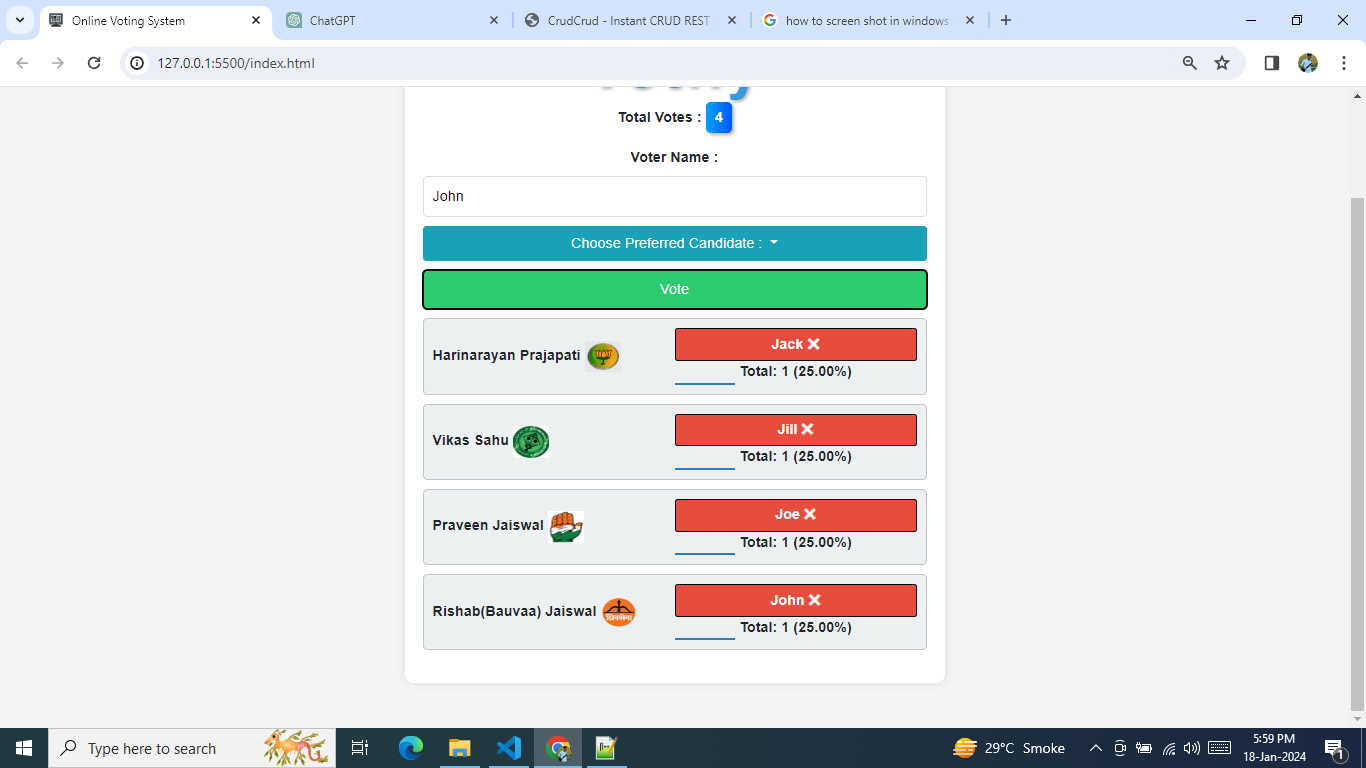 Online Voting System
ChatGPT
CrudCrud - Instant CRUD REST
how to screen shot in windows
127.0.0.1:5500/index.html
Total Votes : 4
Voter Name :
John
Choose Preferred Candidate :
Vote
Harinarayan Prajapati
Jack
Total: 1 (25.00%)
Vikas Sahu
Jill
Total: 1 (25.00%)
Praveen Jaiswal
Joe
Total: 1 (25.00%)
Rishab(Bauvaa) Jaiswal
John
Total: 1 (25.00%)
Type here to search
29°C Smoke
5:59 PM
18-Jan-2024
1